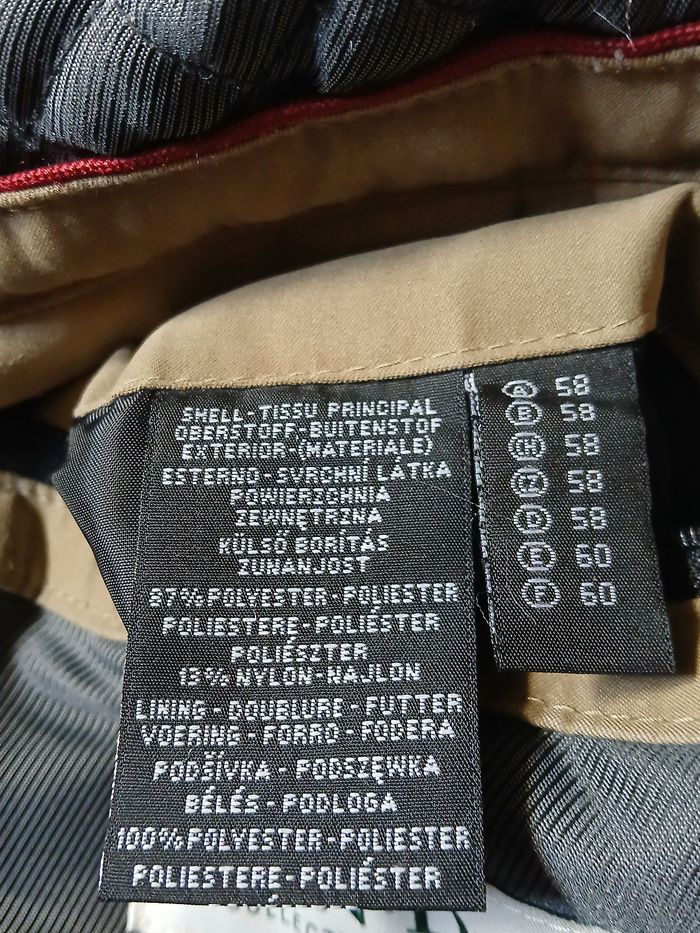 SHELL-TISSU PRINCIPAL
OBERSTOFF-BUITENSTOF
EXTERIOR-(MATERIALE)
ESTERNO-SVRCHNÍ LÁTKA
POWIERZCHNIA
ZEWNĘTRZNA
KÜLSŐ BORÍTÁS
ZUNANJOST
87%POLYESTER-POLIESTER
POLIESTERE-POLIÉSTER
POLIÉSZTER
13% NYLON-NAJLON
LINING-DOUBLURE-FUTTER
VOERING-FORRO-FODERA
PODŠÍVKA-PODSZĘWKA
BÉLÉS-PODLOGA
100%POLYESTER-POLIESTER
POLIESTERE-POLIÉSTER
58
B 58
58
58
58
E 60
F 60